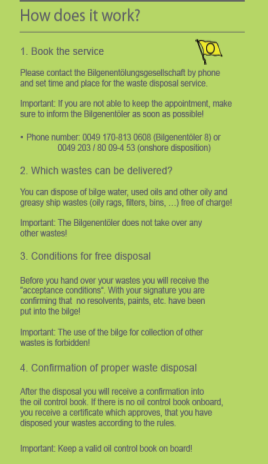 How does it work?
1. Book the service
Please contact the Bilgenentölungsgesellschaft by phone
and set time and place for the waste disposal service.
Important: If you are not able to keep the appointment, make
sure to inform the Bilgenentöler as soon as possible!
• Phone number: 0049 170-813 0608 (Bilgenentöler 8) or
0049 203 / 80 09-4 53 (onshore disposition)
2. Which wastes can be delivered?
You can dispose of bilge water, used oils and other oily and
greasy ship wastes (oily rags, filters, bins, …) free of charge!
Important: The Bilgenentöler does not take over any
other wastes!
3. Conditions for free disposal
Before you hand over your wastes you will receive the
"acceptance conditions". With your signature you are
confirming that no resolvents, paints, etc. have been
put into the bilge!
Important: The use of the bilge for collection of other
wastes is forbidden!
4. Confirmation of proper waste disposal
After the disposal you will receive a confirmation into
the oil control book. If there is no oil control book onboard,
you receive a certificate which approves, that you have
disposed your wastes according to the rules.
Important: Keep a valid oil control book on board!